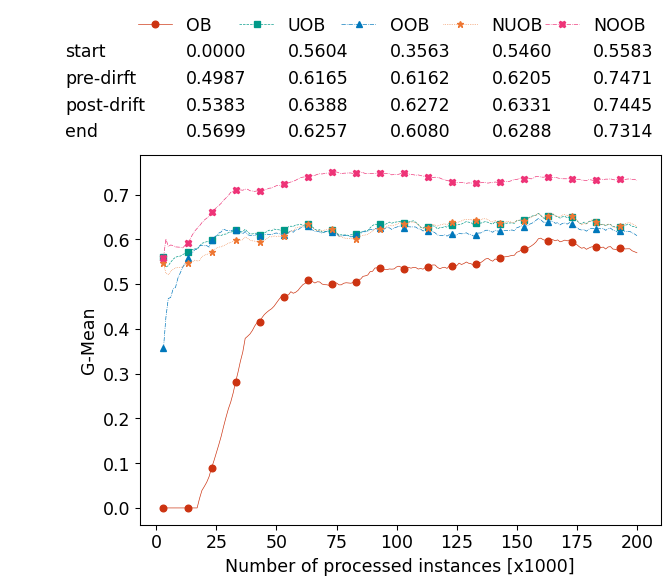 OB UOB OOB NUOB NOOB
start 0.0000 0.5604 0.3563 0.5460 0.5583
pre-dirft 0.4987 0.6165 0.6162 0.6205 0.7471
post-drift 0.5383 0.6388 0.6272 0.6331 0.7445
end 0.5699 0.6257 0.6080 0.6288 0.7314
G-Mean
0.7
0.6
0.5
0.4
0.3
0.2
0.1
0.0
0 25 50 75 100 125 150 175 200
Number of processed instances [x1000]